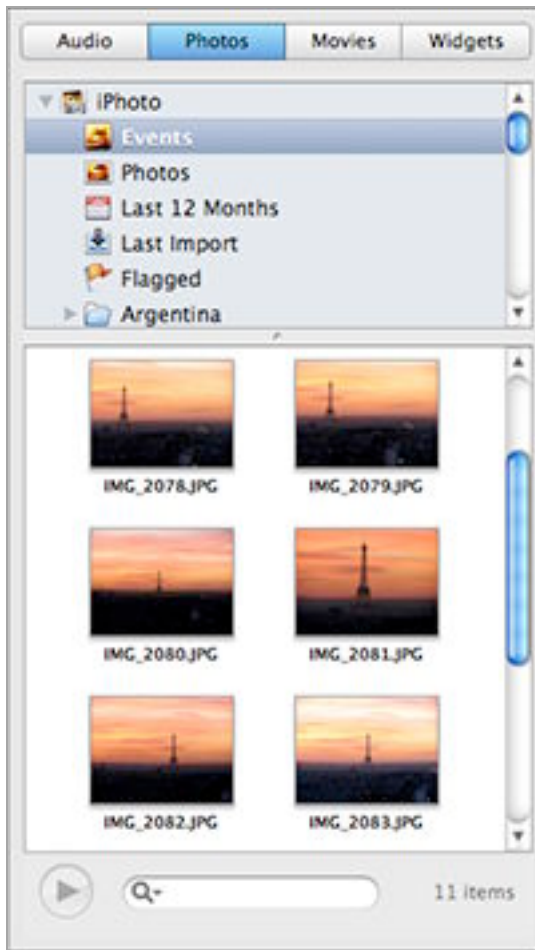 Audio Photos Movies Widgets
iPhoto
Events
Photos
Last 12 Months
Last Import
Flagged
Argentina
IMG_2078.JPG IMG_2079.JPG
IMG_2080.JPG IMG_2081.JPG
IMG_2082.JPG IMG_2083.JPG
11 items